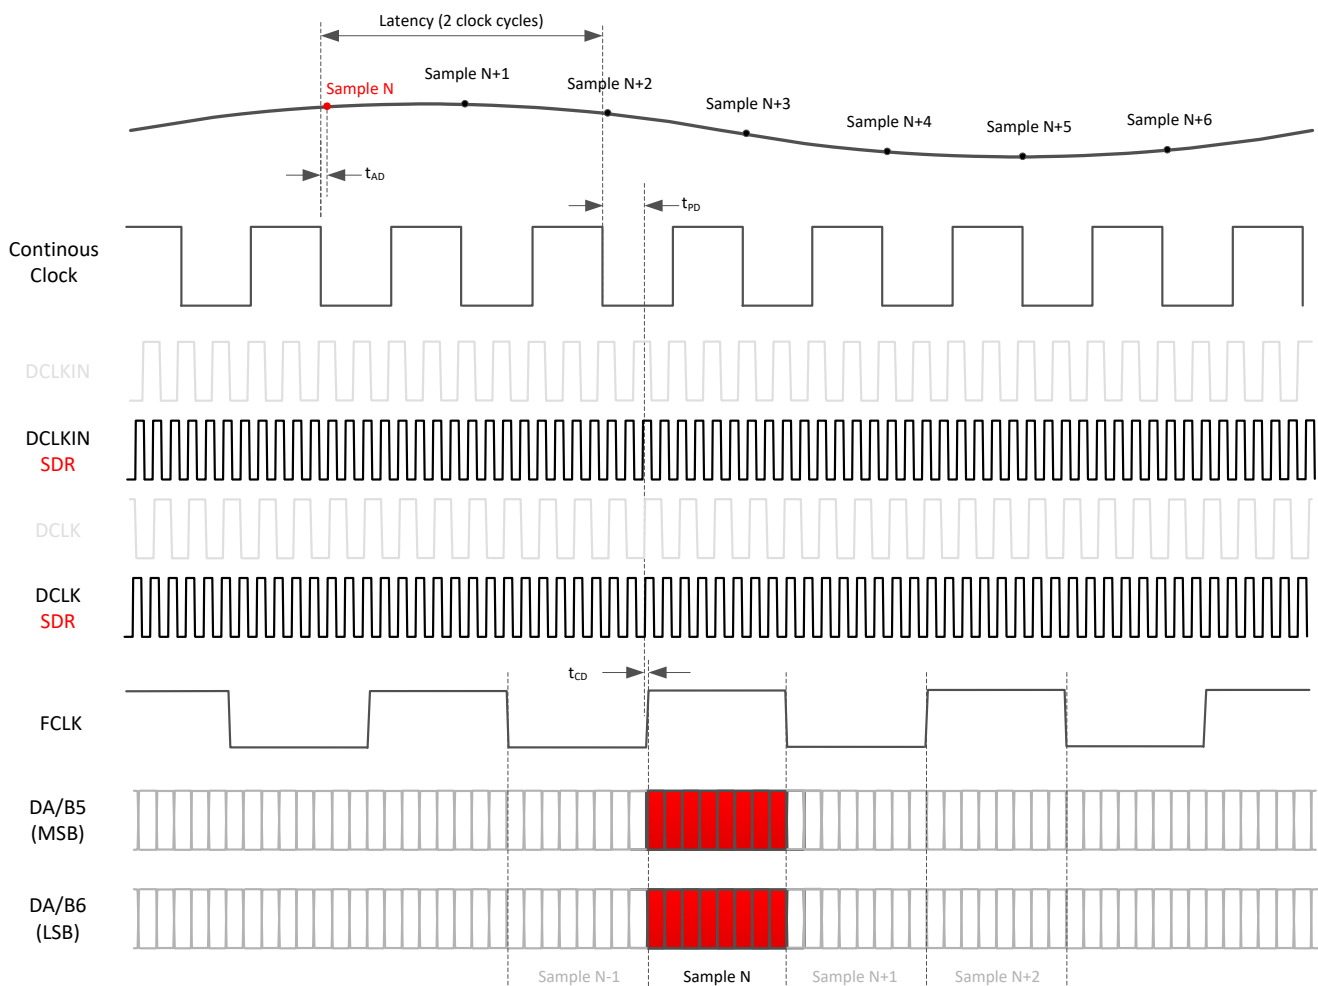 Latency (2 clock cycles)
Sample N
Sample N+1
Sample N+2
Sample N+3
Sample N+4
Sample N+5
Sample N+6
tAD
tPD
Continous
Clock
DCLKIN
DCLKIN
SDR
DCLK
DCLK
SDR
tCD
FCLK
DA/B5
(MSB)
DA/B6
(LSB)
Sample N-1
Sample N
Sample N+1
Sample N+2